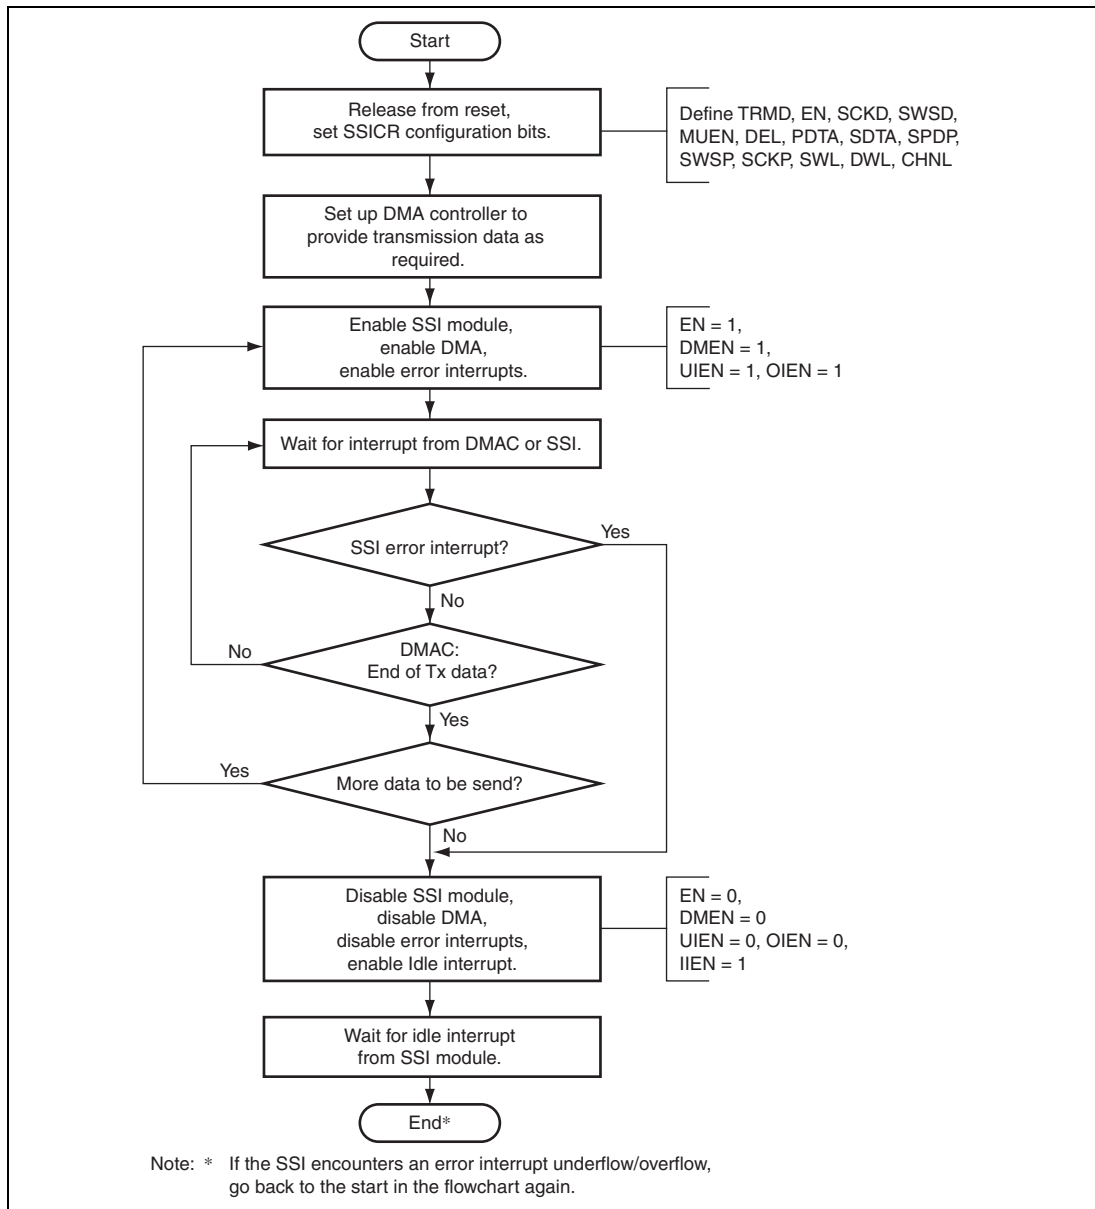 Start
Release from reset,
set SSICR configuration bits.
Define TRMD, EN, SCKD, SWSD,
MUEN, DEL, PDTA, SDTA, SPDP,
SWSP, SCKP, SWL, DWL, CHNL
Set up DMA controller to
provide transmission data as
required.
Enable SSI module,
enable DMA,
enable error interrupts.
EN = 1,
DMEN = 1,
UIEN = 1, OIEN = 1
Wait for interrupt from DMAC or SSI.
SSI error interrupt?
Yes
No
DMAC:
End of Tx data?
No
Yes
More data to be send?
Yes
No
Disable SSI module,
disable DMA,
disable error interrupts,
enable Idle interrupt.
EN = 0,
DMEN = 0
UIEN = 0, OIEN = 0,
IIEN = 1
Wait for idle interrupt
from SSI module.
End*
Note: * If the SSI encounters an error interrupt underflow/overflow,
go back to the start in the flowchart again.